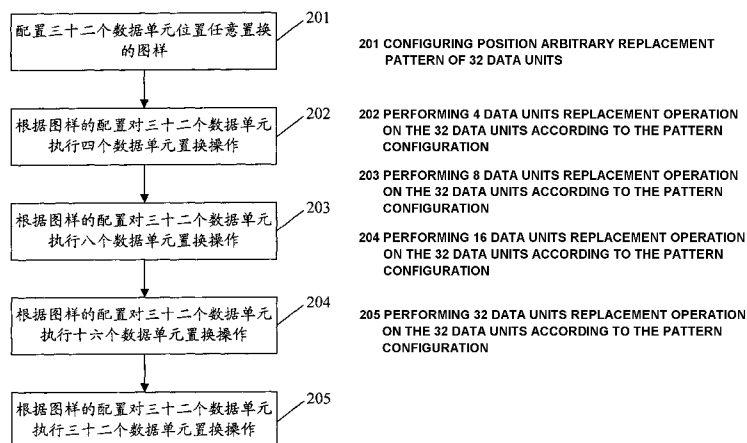 配置三十二个数据单元位置任意置换
的图样
201
根据图样的配置对三十二个数据单元
执行四个数据单元置换操作
202
根据图样的配置对三十二个数据单元
执行八个数据单元置换操作
203
根据图样的配置对三十二个数据单元
执行十六个数据单元置换操作
204
根据图样的配置对三十二个数据单元
执行三十二个数据单元置换操作
205
201 CONFIGURING POSITION ARBITRARY REPLACEMENT
PATTERN OF 32 DATA UNITS
202 PERFORMING 4 DATA UNITS REPLACEMENT OPERATION
ON THE 32 DATA UNITS ACCORDING TO THE PATTERN
CONFIGURATION
203 PERFORMING 8 DATA UNITS REPLACEMENT OPERATION
ON THE 32 DATA UNITS ACCORDING TO THE PATTERN
CONFIGURATION
204 PERFORMING 16 DATA UNITS REPLACEMENT OPERATION
ON THE 32 DATA UNITS ACCORDING TO THE PATTERN
CONFIGURATION
205 PERFORMING 32 DATA UNITS REPLACEMENT OPERATION
ON THE 32 DATA UNITS ACCORDING TO THE PATTERN
CONFIGURATION